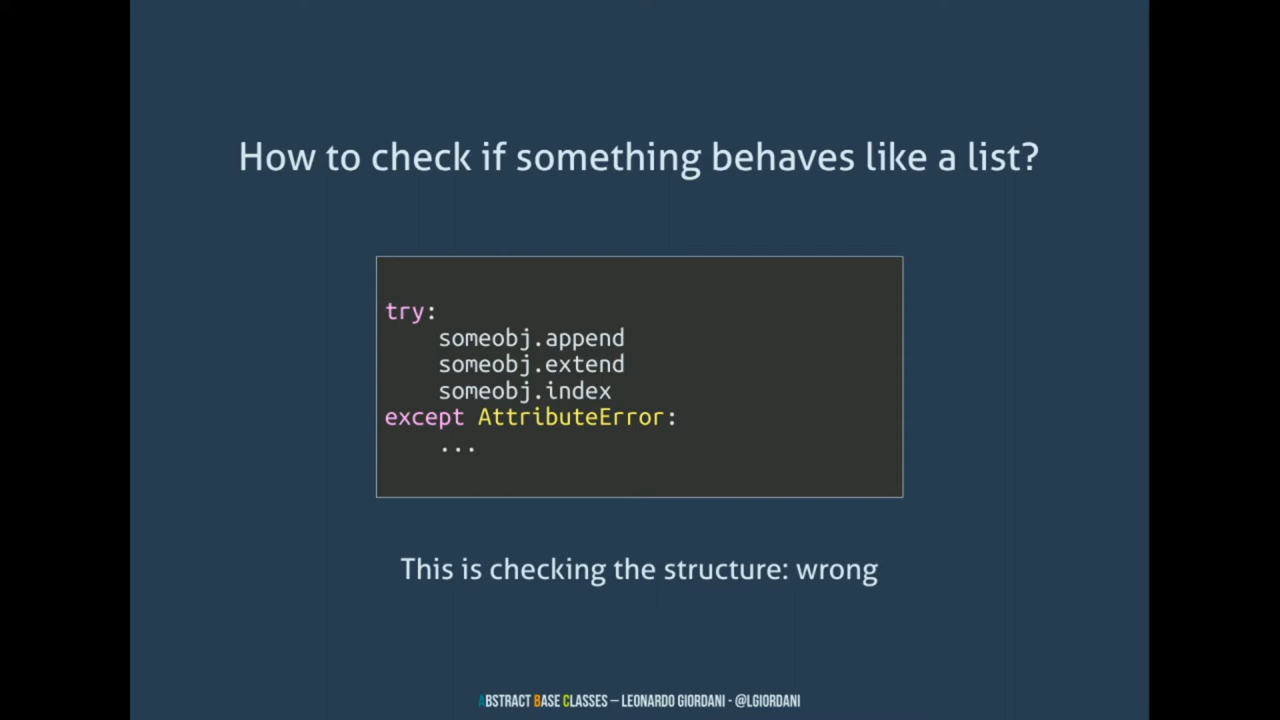 How to check if something behaves like a list?
try:
    someobj.append
    someobj.extend
    someobj.index
except AttributeError:
    ...
This is checking the structure: wrong
ABSTRACT BASE CLASSES – LEONARDO GIORDANI - @LGIORDANI